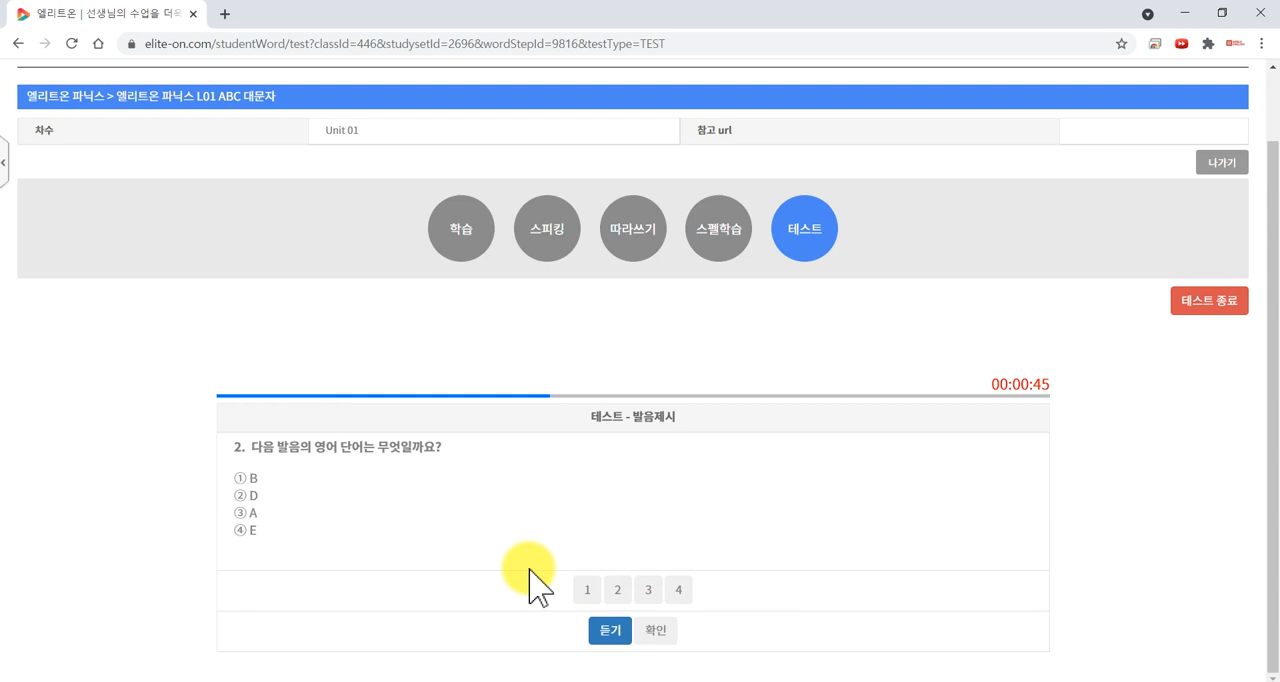 엘리트온 | 선생님의 수업을 더욱
elite-on.com/studentWord/test?classId=446&studysetId=2696&wordStepId=9816&testType=TEST
엘리트온 파닉스 > 엘리트온 파닉스 L01 ABC 대문자
차수 Unit 01 참고 url
나가기
학습 스피킹 따라쓰기 스펠학습 테스트
테스트 종료
00:00:45
테스트 - 발음제시
2. 다음 발음의 영어 단어는 무엇일까요?
① B
② D
③ A
④ E
1 2 3 4
듣기 확인